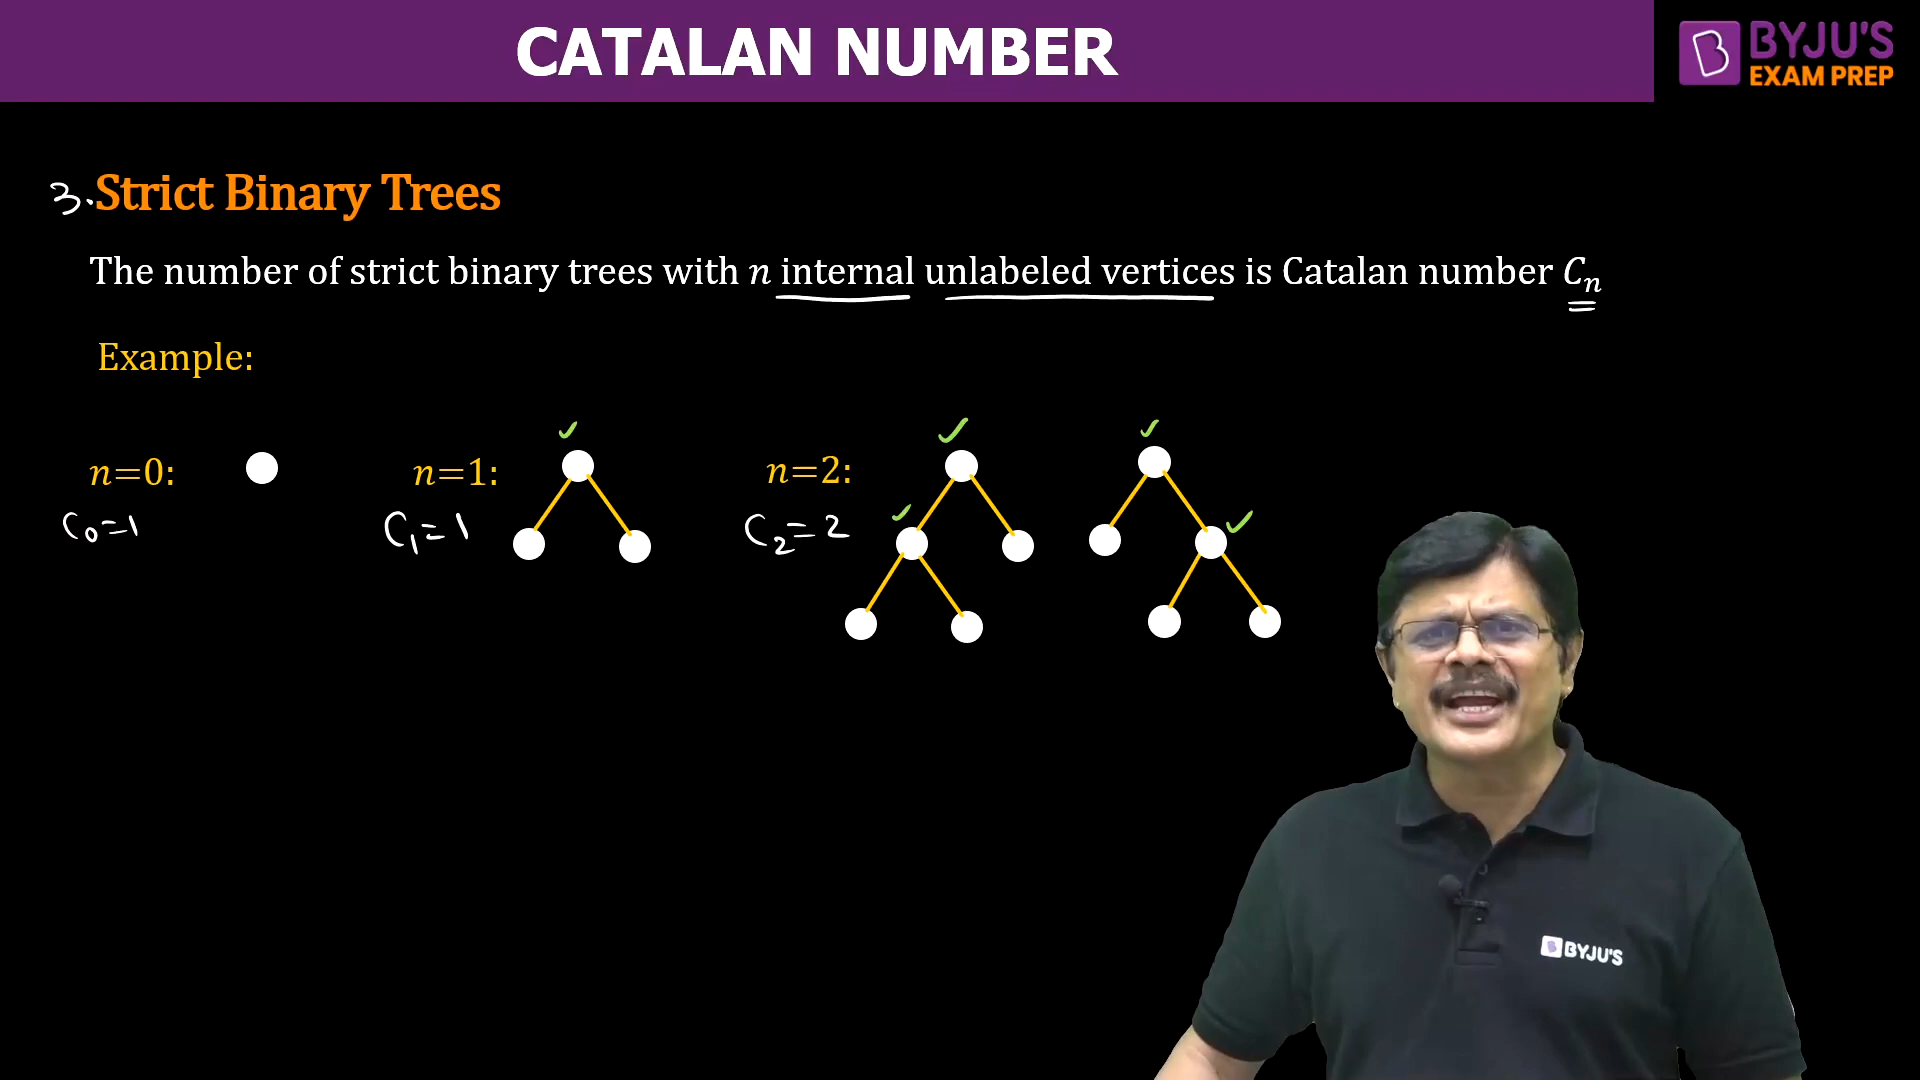 CATALAN NUMBER
BYJU'S
EXAM PREP
3. Strict Binary Trees
The number of strict binary trees with n internal unlabeled vertices is Catalan number Cₙ
Example:
n=0:
n=1:
n=2:
C₀=1
C₁=1
C₂=2
BYJU'S